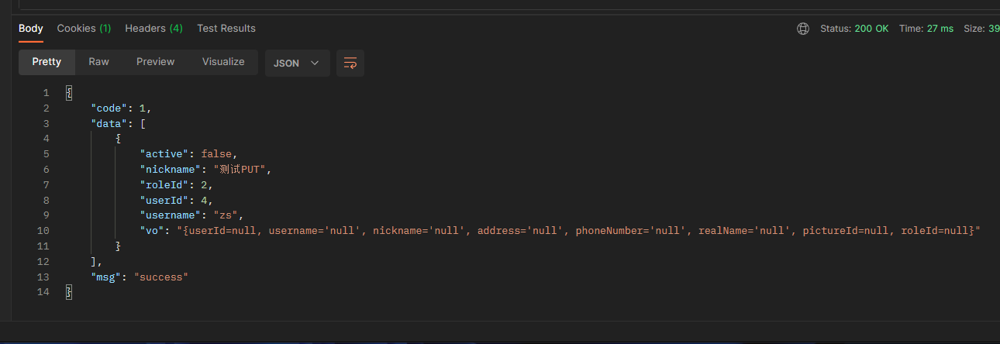 Body Cookies (1) Headers (4) Test Results Status: 200 OK Time: 27 ms Size: 39
Pretty Raw Preview Visualize JSON
1 {
2 "code": 1,
3 "data": [
4 {
5 "active": false,
6 "nickname": "测试PUT",
7 "roleId": 2,
8 "userId": 4,
9 "username": "zs",
10 "vo": "{userId=null, username='null', nickname='null', address='null', phoneNumber='null', realName='null', pictureId=null, roleId=null}"
11 }
12 ],
13 "msg": "success"
14 }